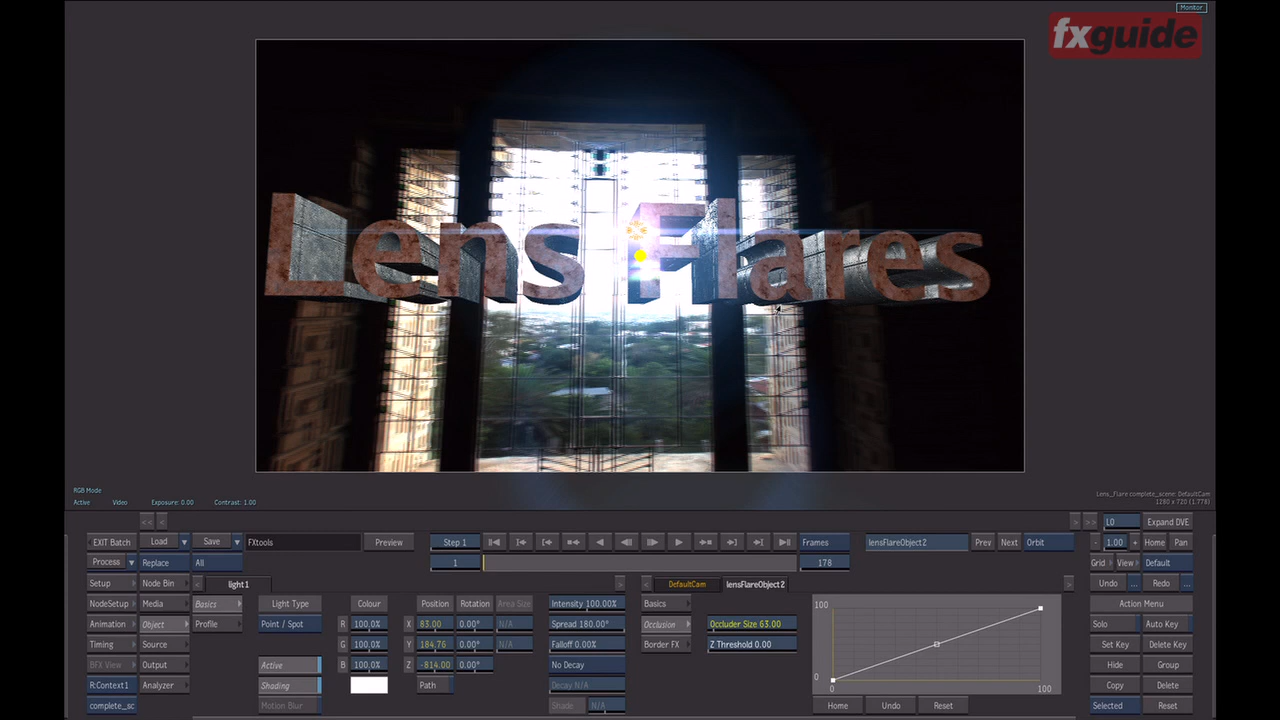 Monitor
fxguide
Lens Flares
RGB Mode
Active Video Exposure: 0.00 Contrast: 1.00
Lens_Flare complete_scene: DefaultCam
1280 x 720 (1.778)
<< < > >> L0 Expand DVE
EXIT Batch Load Save FXtools Preview Step 1 Frames lensFlareObject2 Prev Next Orbit - 1.00 + Home Pan
Process Replace All 1 178 Grid View Default
Setup Node Bin < light1 > < DefaultCam lensFlareObject2 > Undo ... Redo ...
NodeSetup Media Basics Light Type Colour Position Rotation Area Size Intensity 100.00% Basics 100 Action Menu
Animation Object Profile Point / Spot R 100.0% X 83.00 0.00° N/A Spread 180.00° Occlusion Occluder Size 63.00 Solo Auto Key
Timing Source G 100.0% Y 184.76 0.00° N/A Falloff 0.00% Border FX Z Threshold 0.00 Set Key Delete Key
BFX View Output Active B 100.0% Z -814.00 0.00° No Decay 0 Hide Group
R:Context1 Analyzer Shading Path Decay N/A 0 100 Copy Delete
complete_sc Motion Blur Shade N/A Home Undo Reset Selected Reset